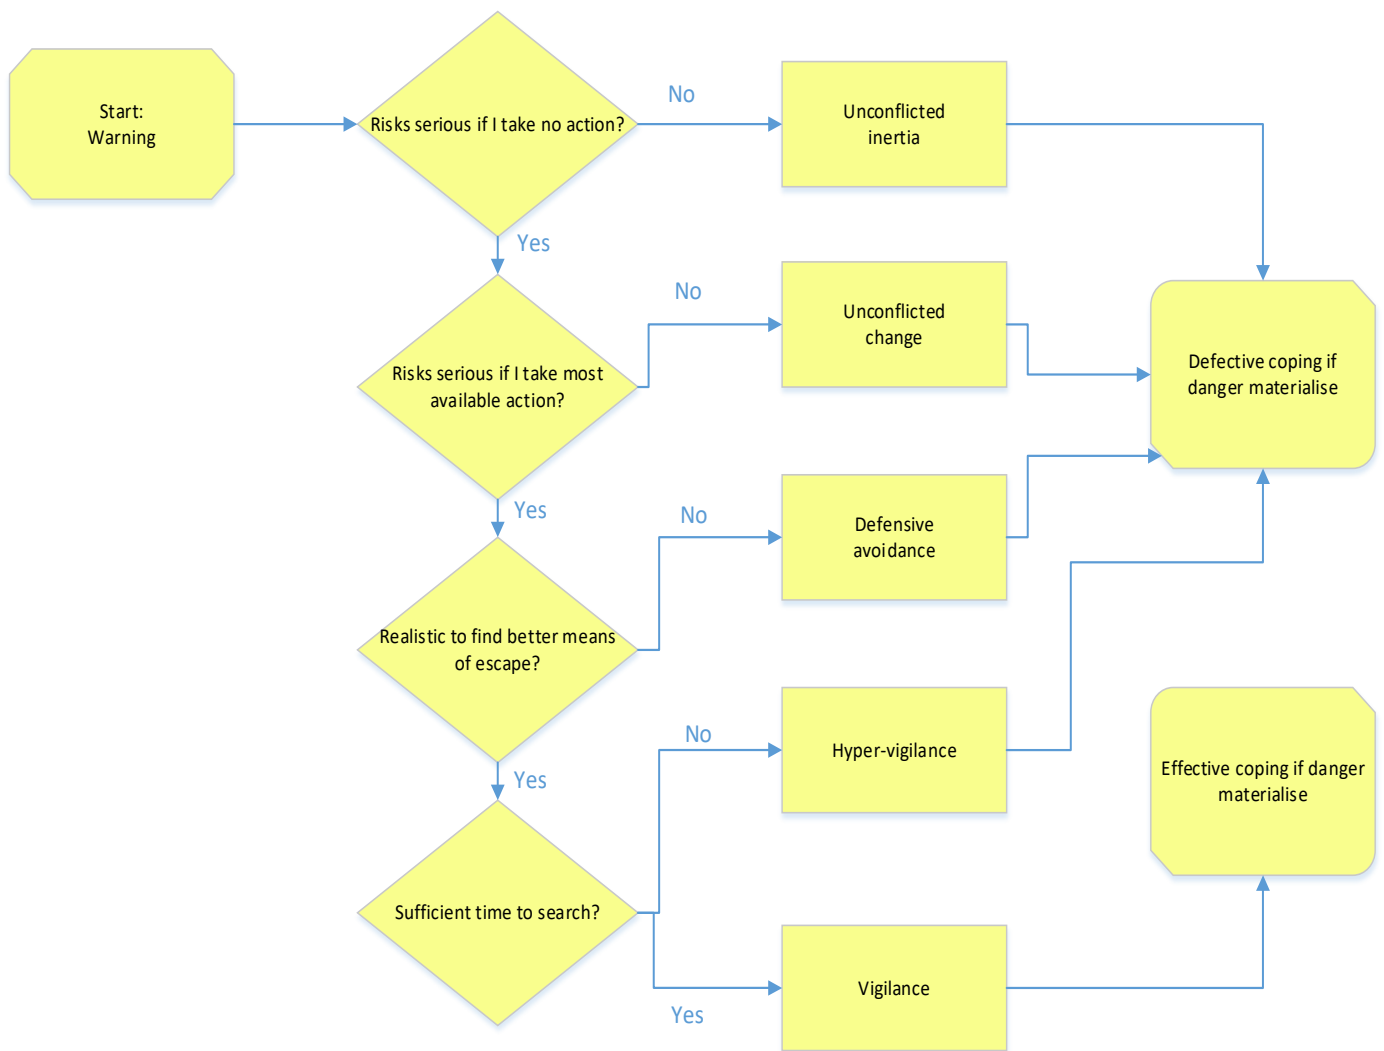 Start:
Warning
Risks serious if I take no action?
No
Unconflicted
inertia
Yes
Risks serious if I take most
available action?
No
Unconflicted
change
Defective coping if
danger materialise
Yes
Realistic to find better means
of escape?
No
Defensive
avoidance
Yes
Sufficient time to search?
No
Hyper-vigilance
Effective coping if danger
materialise
Yes
Vigilance